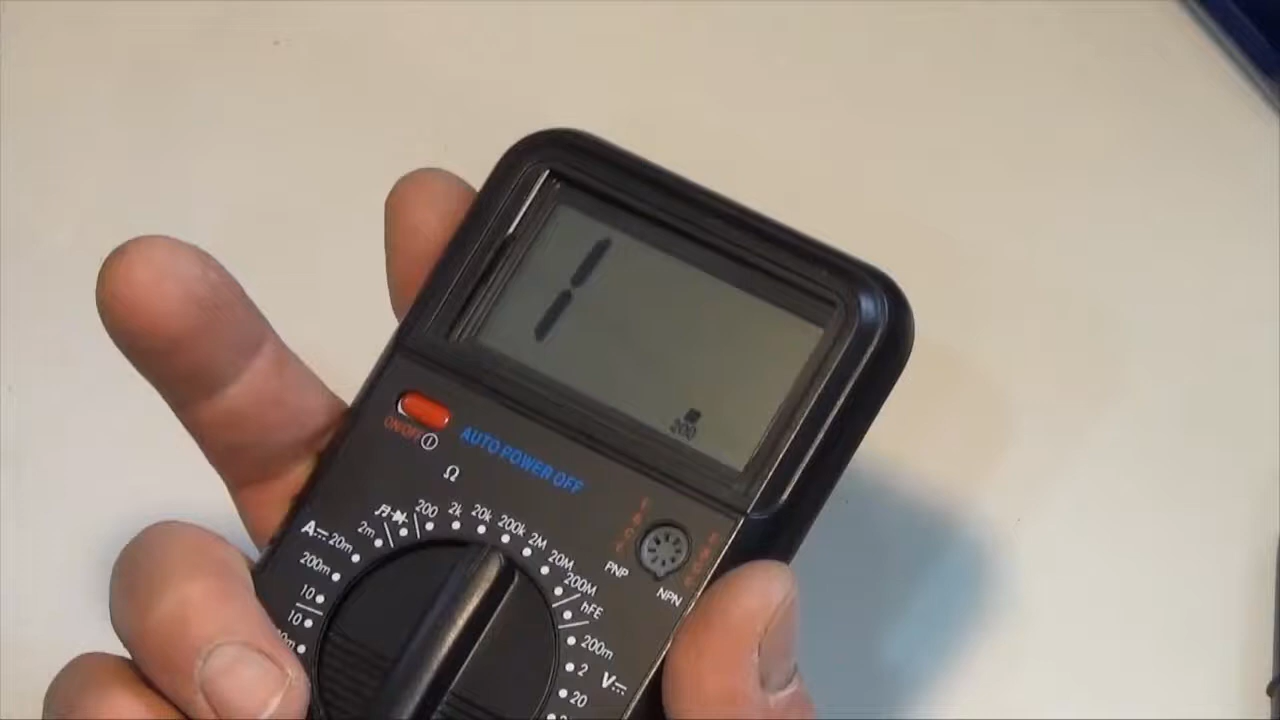 1
200
ON/OFF
AUTO POWER OFF
Ω
200 2k 20k 200k 2M 20M 200M
hFE
A 2m 20m 200m 10
10
200m 2 20
V
PNP
NPN